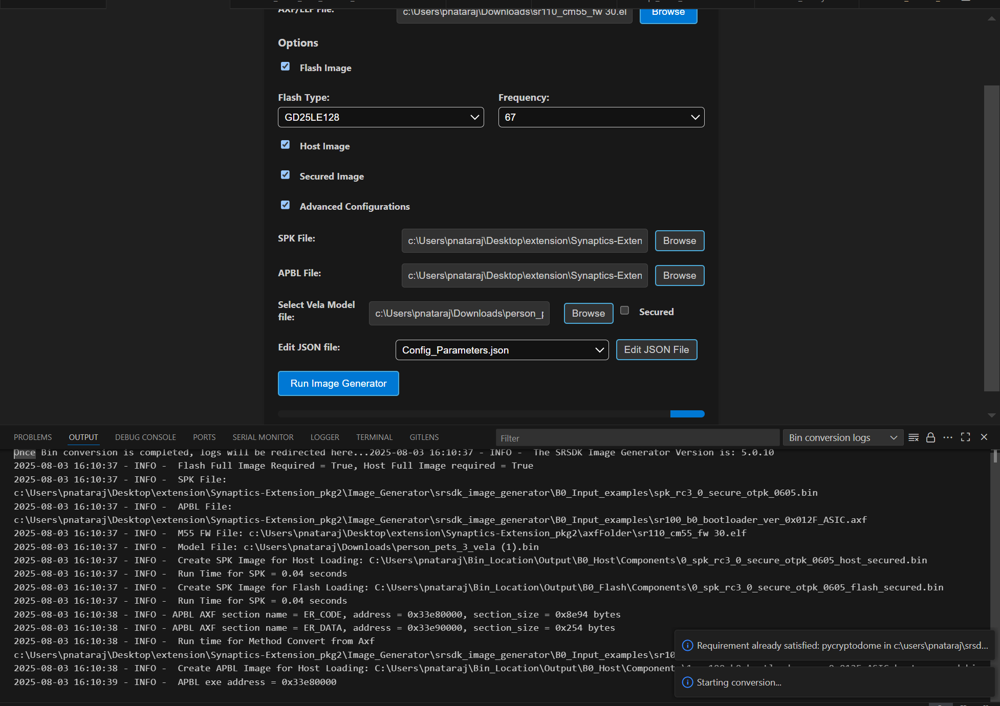 AXF/ELF File:
c:\Users\pnataraj\Downloads\sr110_cm55_fw 30.el
Browse
Options
Flash Image
Flash Type:
Frequency:
GD25LE128
67
Host Image
Secured Image
Advanced Configurations
SPK File:
c:\Users\pnataraj\Desktop\extension\Synaptics-Exten
Browse
APBL File:
c:\Users\pnataraj\Desktop\extension\Synaptics-Exten
Browse
Select Vela Model
file:
c:\Users\pnataraj\Downloads\person_p
Browse
Secured
Edit JSON file:
Config_Parameters.json
Edit JSON File
Run Image Generator
PROBLEMS OUTPUT DEBUG CONSOLE PORTS SERIAL MONITOR LOGGER TERMINAL GITLENS
Filter
Bin conversion logs
Once Bin conversion is completed, logs will be redirected here...2025-08-03 16:10:37 - INFO - The SRSDK Image Generator Version is: 5.0.10
2025-08-03 16:10:37 - INFO - Flash Full Image Required = True, Host Full Image required = True
2025-08-03 16:10:37 - INFO - SPK File:
c:\Users\pnataraj\Desktop\extension\Synaptics-Extension_pkg2\Image_Generator\srsdk_image_generator\B0_Input_examples\spk_rc3_0_secure_otpk_0605.bin
2025-08-03 16:10:37 - INFO - APBL File:
c:\Users\pnataraj\Desktop\extension\Synaptics-Extension_pkg2\Image_Generator\srsdk_image_generator\B0_Input_examples\sr100_b0_bootloader_ver_0x012F_ASIC.axf
2025-08-03 16:10:37 - INFO - M55 FW File: c:\Users\pnataraj\Desktop\extension\Synaptics-Extension_pkg2\axfFolder\sr110_cm55_fw 30.elf
2025-08-03 16:10:37 - INFO - Model File: c:\Users\pnataraj\Downloads\person_pets_3_vela (1).bin
2025-08-03 16:10:37 - INFO - Create SPK Image for Host Loading: C:\Users\pnataraj\Bin_Location\Output\B0_Host\Components\0_spk_rc3_0_secure_otpk_0605_host_secured.bin
2025-08-03 16:10:37 - INFO - Run Time for SPK = 0.04 seconds
2025-08-03 16:10:37 - INFO - Create SPK Image for Flash Loading: C:\Users\pnataraj\Bin_Location\Output\B0_Flash\Components\0_spk_rc3_0_secure_otpk_0605_flash_secured.bin
2025-08-03 16:10:37 - INFO - Run Time for SPK = 0.04 seconds
2025-08-03 16:10:38 - INFO - APBL AXF section name = ER_CODE, address = 0x33e80000, section_size = 0x8e94 bytes
2025-08-03 16:10:38 - INFO - APBL AXF section name = ER_DATA, address = 0x33e90000, section_size = 0x254 bytes
2025-08-03 16:10:38 - INFO - Run time for Method Convert from Axf
c:\Users\pnataraj\Desktop\extension\Synaptics-Extension_pkg2\Image_Generator\srsdk_image_generator\B0_Input_examples\sr10
2025-08-03 16:10:38 - INFO - Create APBL Image for Host Loading: C:\Users\pnataraj\Bin_Location\Output\B0_Host\Component
2025-08-03 16:10:39 - INFO - APBL exe address = 0x33e80000
Requirement already satisfied: pycryptodome in c:\users\pnataraj\srsd...
Starting conversion...